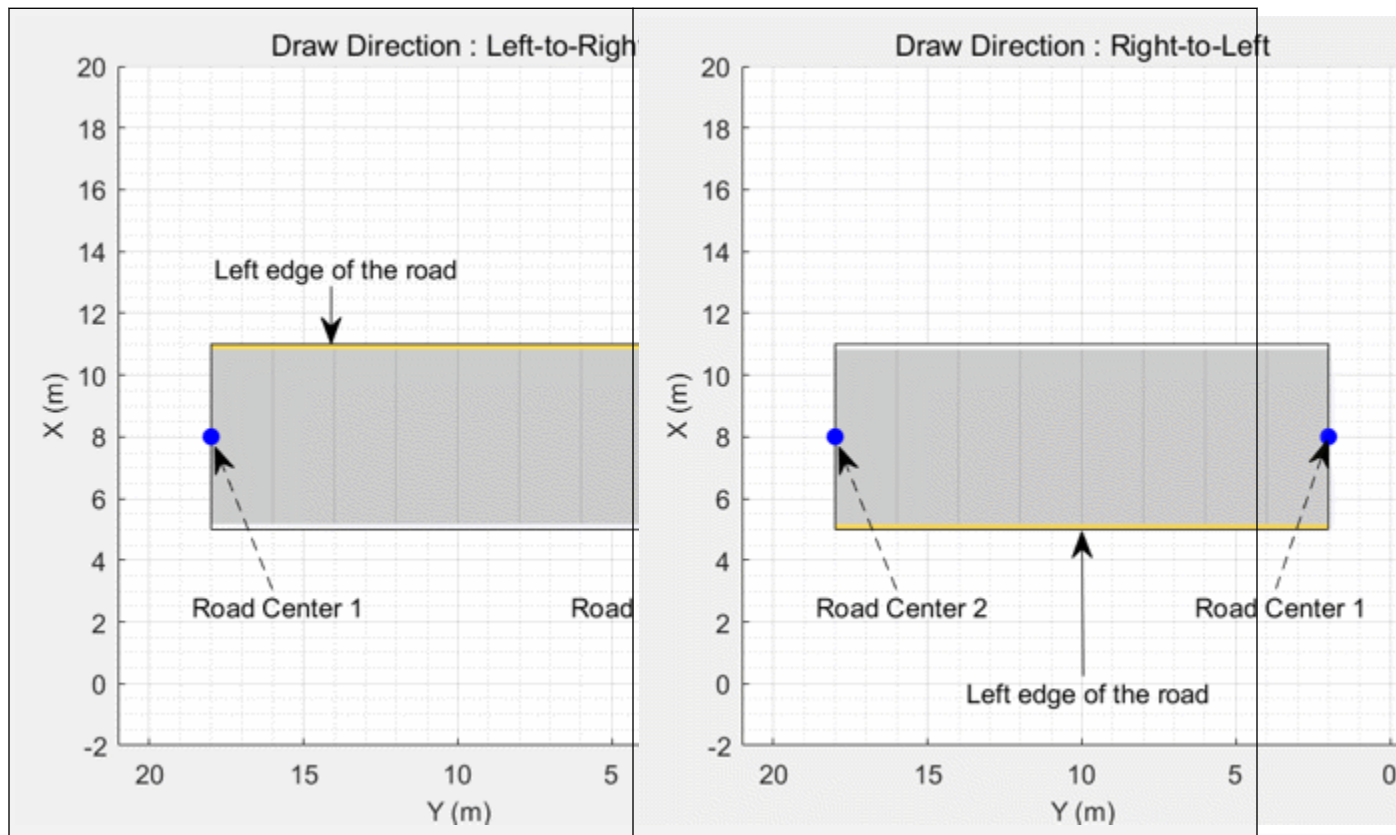 Draw Direction : Left-to-Righ
20
18
16
14
12
10
8
6
4
2
0
-2
X (m)
Left edge of the road
Road Center 1
Road
20
15
10
5
Y (m)
Draw Direction : Right-to-Left
20
18
16
14
12
10
8
6
4
2
0
-2
X (m)
Road Center 2
Road Center 1
Left edge of the road
20
15
10
5
0
Y (m)